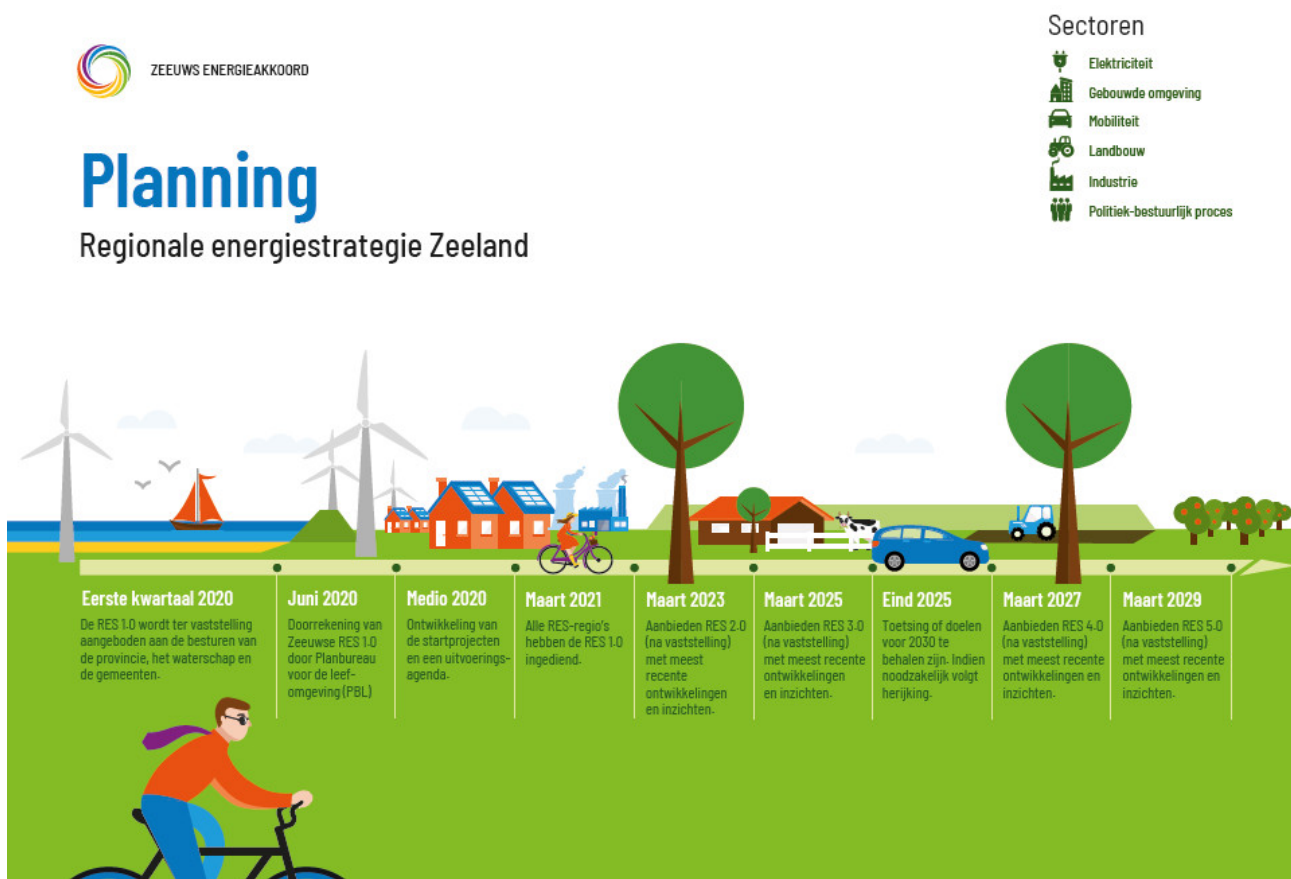 ZEEUWS ENERGIEAKKOORD
Planning
Regionale energiestrategie Zeeland
Sectoren
Elektriciteit
Gebouwde omgeving
Mobiliteit
Landbouw
Industrie
Politiek-bestuurlijk proces
Eerste kwartaal 2020
De RES 1.0 wordt ter vaststelling
aangeboden aan de besturen van
de provincie, het waterschap en
de gemeenten.
Juni 2020
Doorrekening van
Zeeuwse RES 1.0
door Planbureau
voor de leef-
omgeving (PBL)
Medio 2020
Ontwikkeling van
de startprojecten
en een uitvoerings-
agenda.
Maart 2021
Alle RES-regio's
hebben de RES 1.0
ingediend.
Maart 2023
Aanbieden RES 2.0
(na vaststelling)
met meest
recente
ontwikkelingen
en inzichten.
Maart 2025
Aanbieden RES 3.0
(na vaststelling)
met meest recente
ontwikkelingen
en inzichten.
Eind 2025
Toetsing of doelen
voor 2030 te
behalen zijn. Indien
noodzakelijk volgt
herijking.
Maart 2027
Aanbieden RES 4.0
(na vaststelling)
met meest recente
ontwikkelingen en
inzichten.
Maart 2029
Aanbieden RES 5.0
(na vaststelling)
met meest recente
ontwikkelingen en
inzichten.